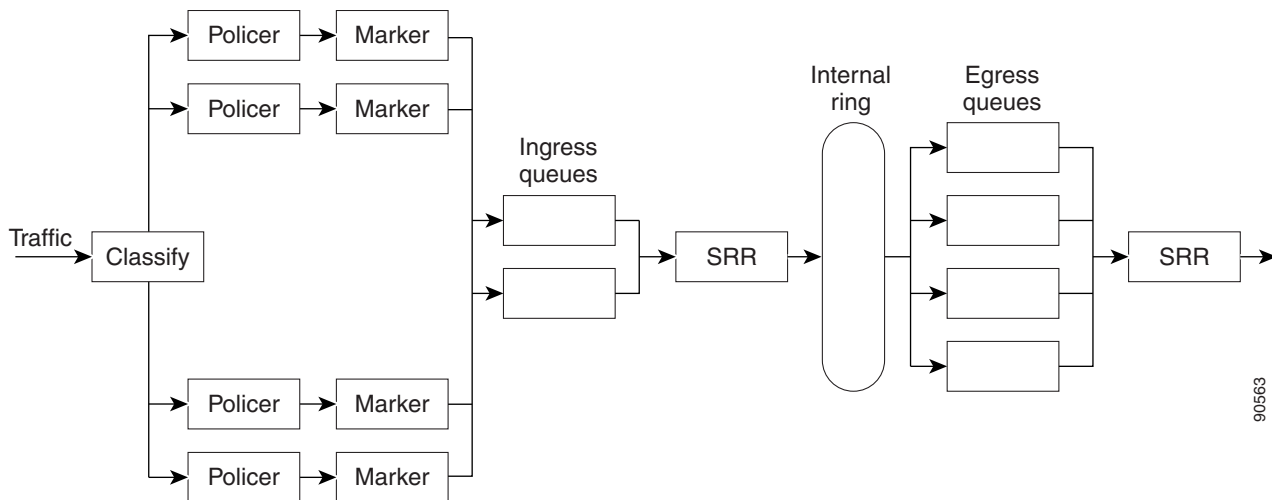 Policer
Marker
Policer
Marker
Internal
ring
Egress
queues
Ingress
queues
Traffic
Classify
SRR
SRR
Policer
Marker
Policer
Marker
90563